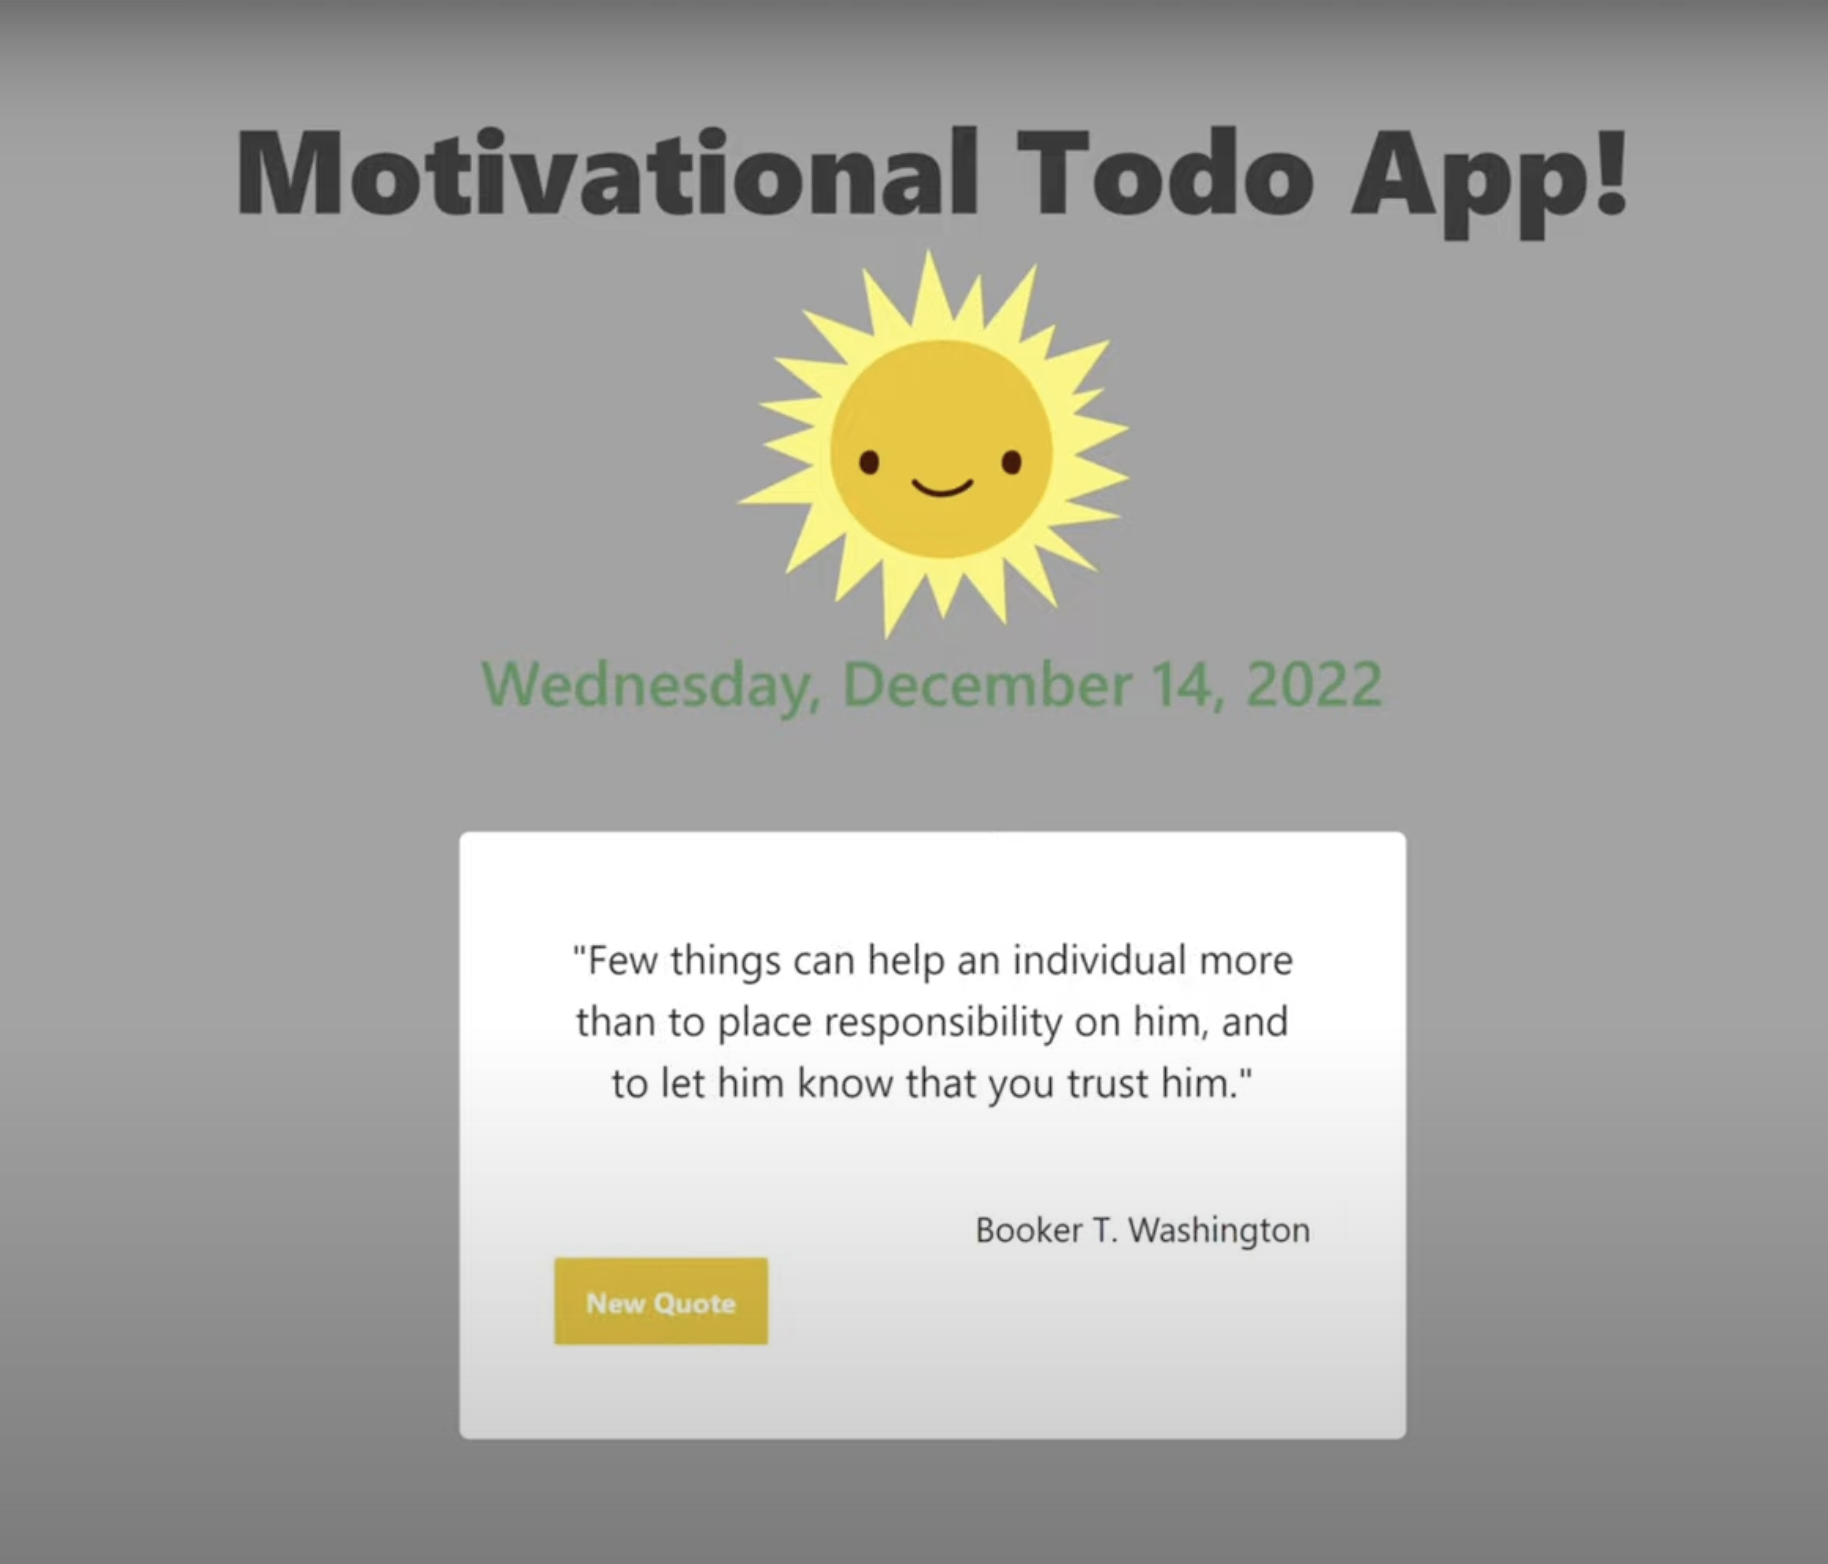 Motivational Todo App!
Wednesday, December 14, 2022
"Few things can help an individual more
than to place responsibility on him, and
to let him know that you trust him."
Booker T. Washington
New Quote